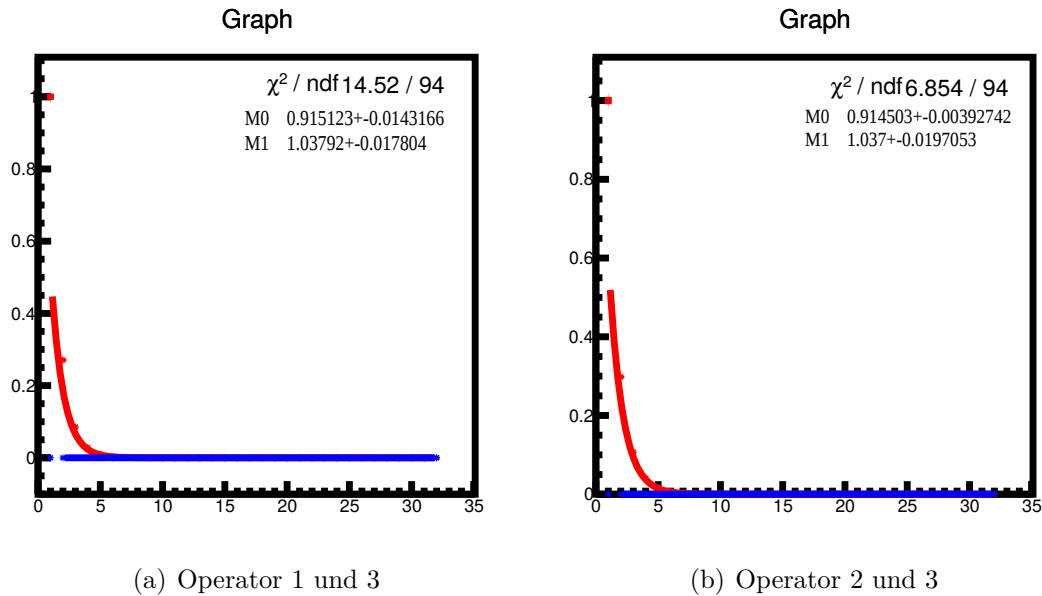 Graph
χ² / ndf 14.52 / 94
M0 0.915123+-0.0143166
M1 1.03792+-0.017804
1
0.8
0.6
0.4
0.2
0
0 5 10 15 20 25 30 35
(a) Operator 1 und 3
Graph
χ² / ndf 6.854 / 94
M0 0.914503+-0.00392742
M1 1.037+-0.0197053
1
0.8
0.6
0.4
0.2
0
0 5 10 15 20 25 30 35
(b) Operator 2 und 3